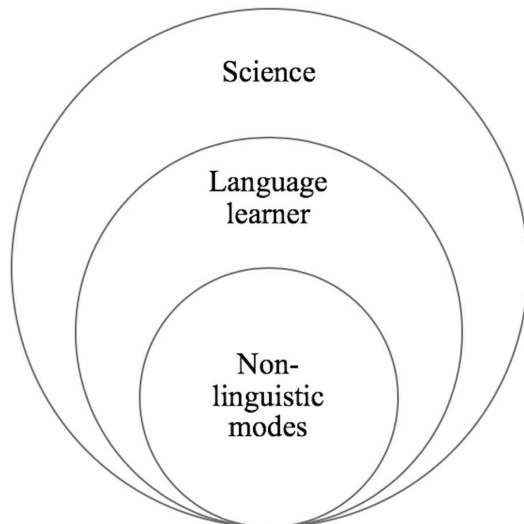 Science
Language
learner
Non-
linguistic
modes